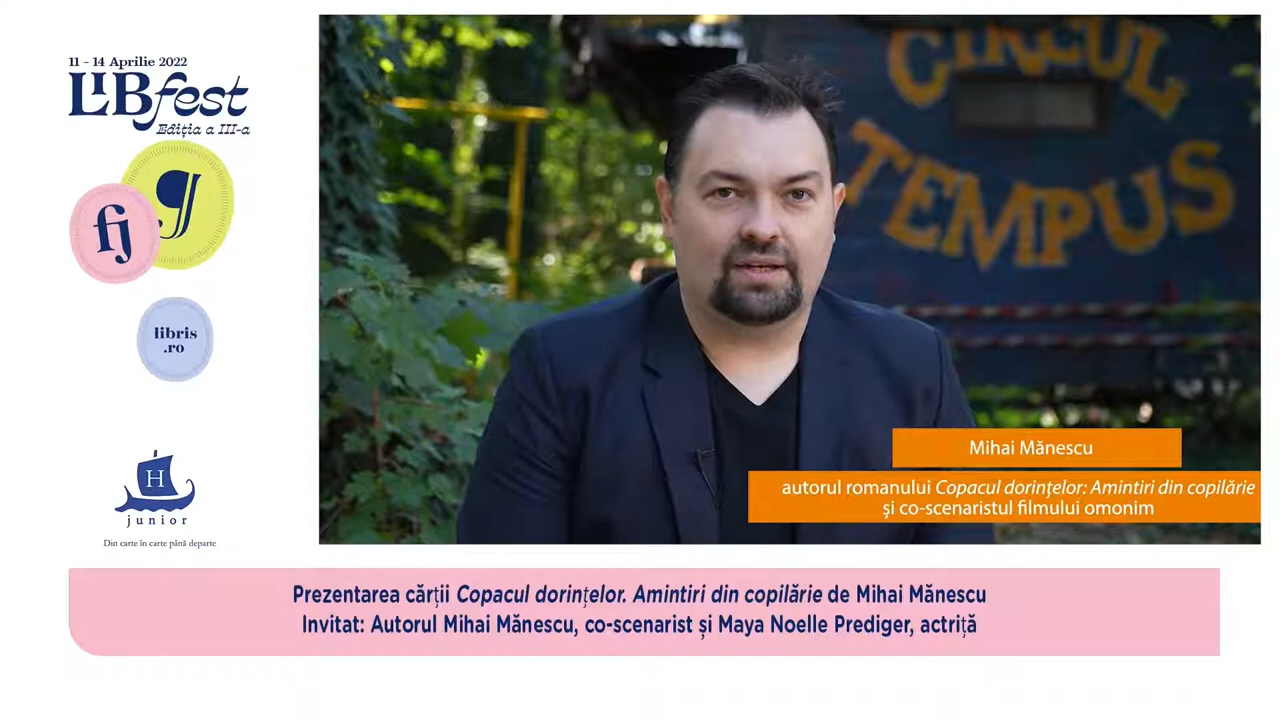 11 - 14 Aprilie 2022
LIBfest
Ediția a III-a
fj
libris
.ro
H
junior
Din carte în carte până departe
CIRCUL
TEMPUS
Mihai Mănescu
autorul romanului Copacul dorințelor: Amintiri din copilărie
și co-scenaristul filmului omonim
Prezentarea cărții Copacul dorințelor. Amintiri din copilărie de Mihai Mănescu
Invitat: Autorul Mihai Mănescu, co-scenarist și Maya Noelle Prediger, actriță